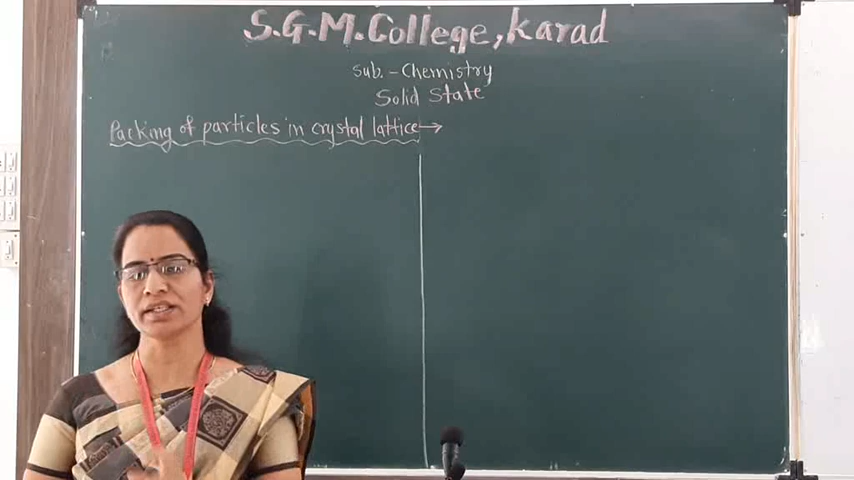 S.G.M. College, Karad
Sub. - Chemistry
Solid State
Packing of particles in crystal lattice →